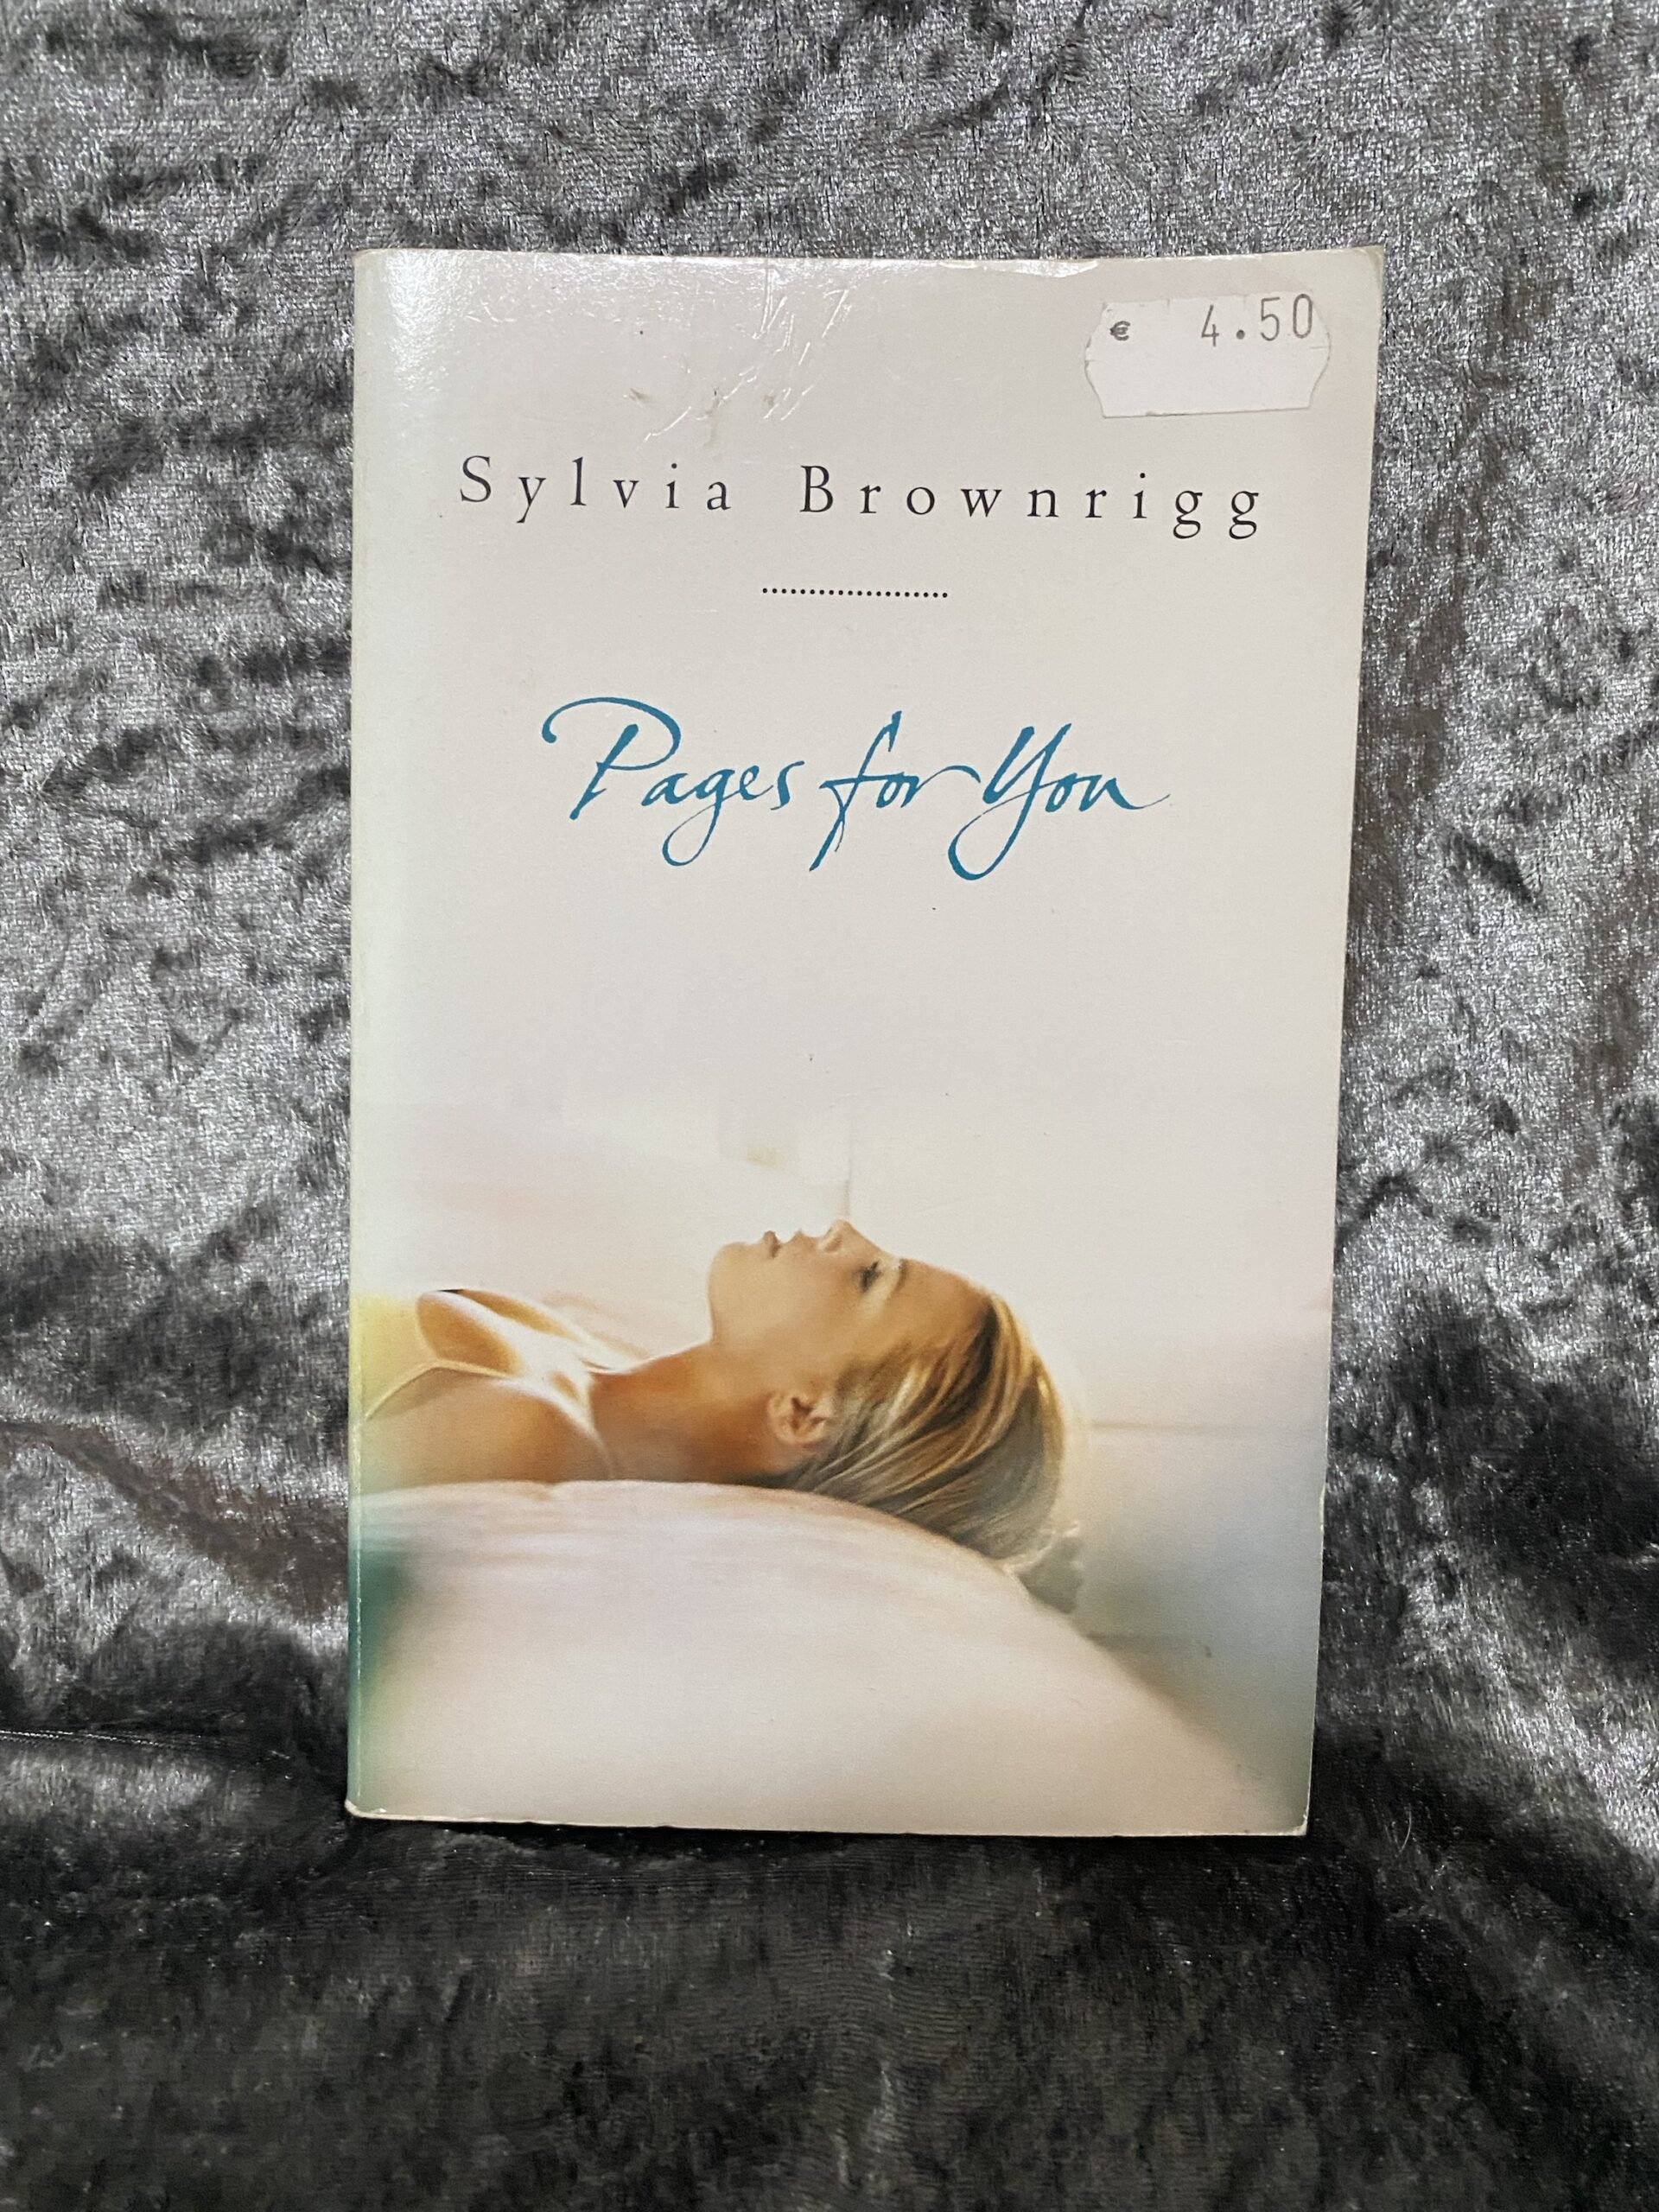 € 4.50
Sylvia Brownrigg
Pages for You